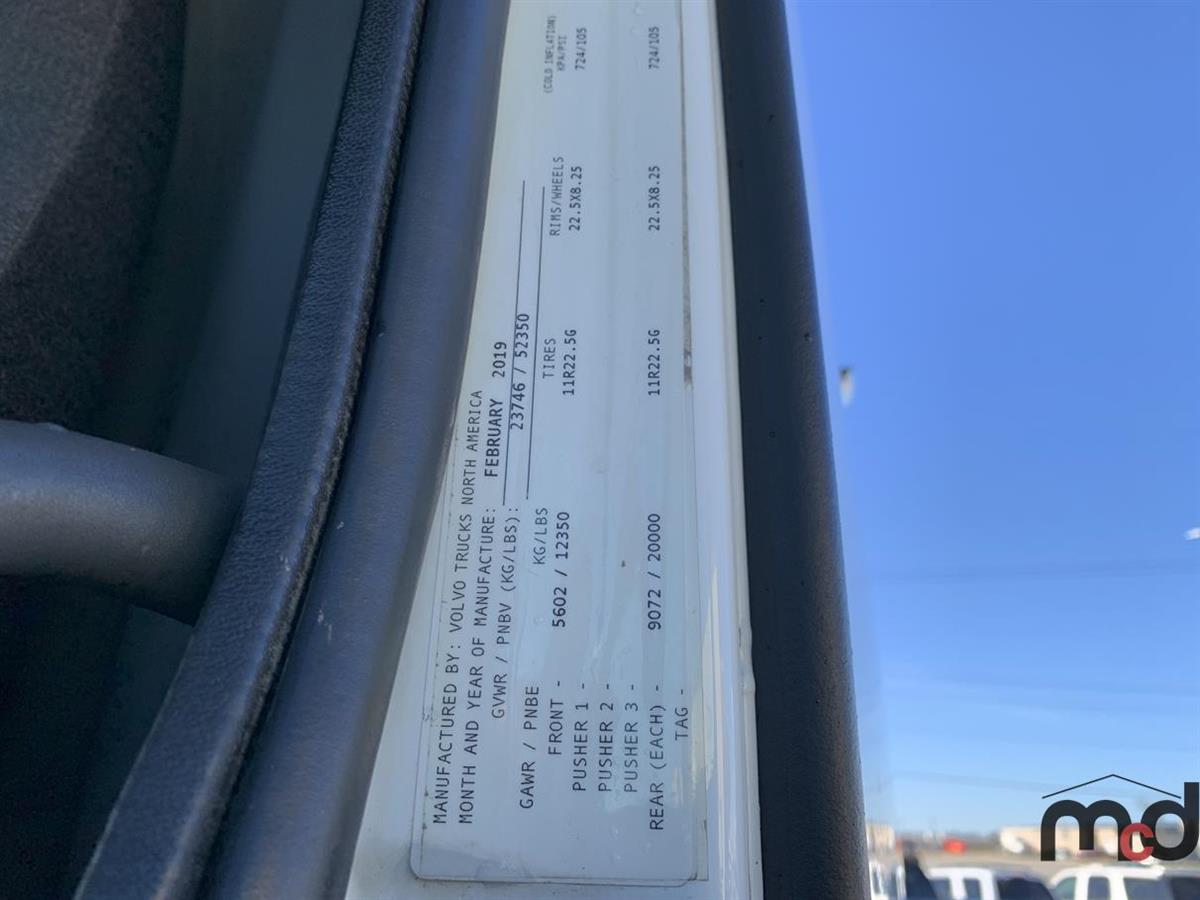 MANUFACTURED BY: VOLVO TRUCKS NORTH AMERICA
MONTH AND YEAR OF MANUFACTURE: FEBRUARY 2019
GVWR / PNBV (KG/LBS): 23746 / 52350
GAWR / PNBE KG/LBS TIRES RIMS/WHEELS (COLD INFLATION) KPA/PSI
FRONT - 5602 / 12350 11R22.5G 22.5X8.25 724/105
PUSHER 1 -
PUSHER 2 -
PUSHER 3 -
REAR (EACH) - 9072 / 20000 11R22.5G 22.5X8.25 724/105
TAG -
mcd